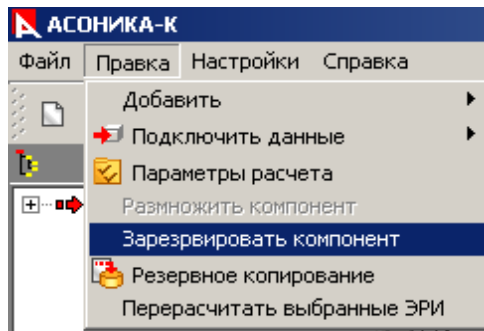 АСОНИКА-К
Файл Правка Настройки Справка
Добавить
Подключить данные
Параметры расчета
Размножить компонент
Зарезрвировать компонент
Резервное копирование
Перерасчитать выбранные ЭРИ